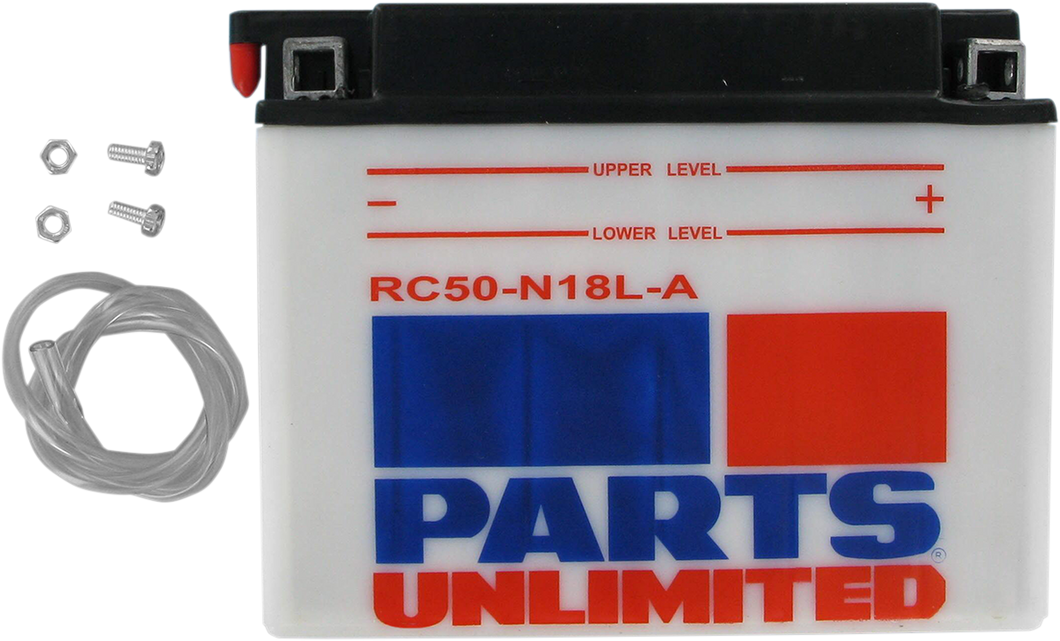 UPPER LEVEL
- +
LOWER LEVEL
RC50-N18L-A
PARTS
®
UNLIMITED